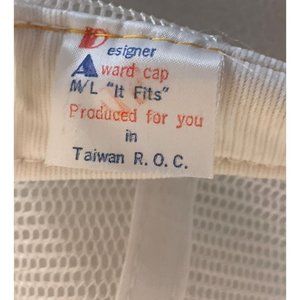 Designer
Award cap
M/L "It Fits"
Produced for you
in
Taiwan R.O.C.